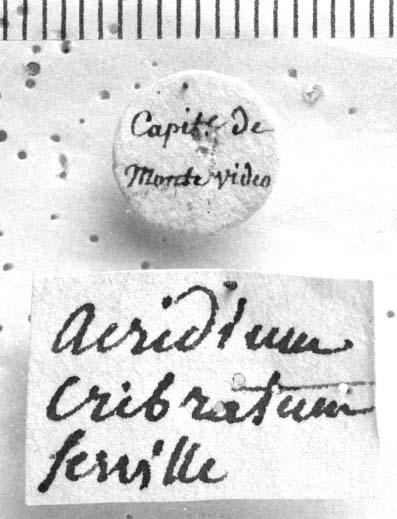 Capit.e de
Monte video
Acridium
Cribratum
Serville